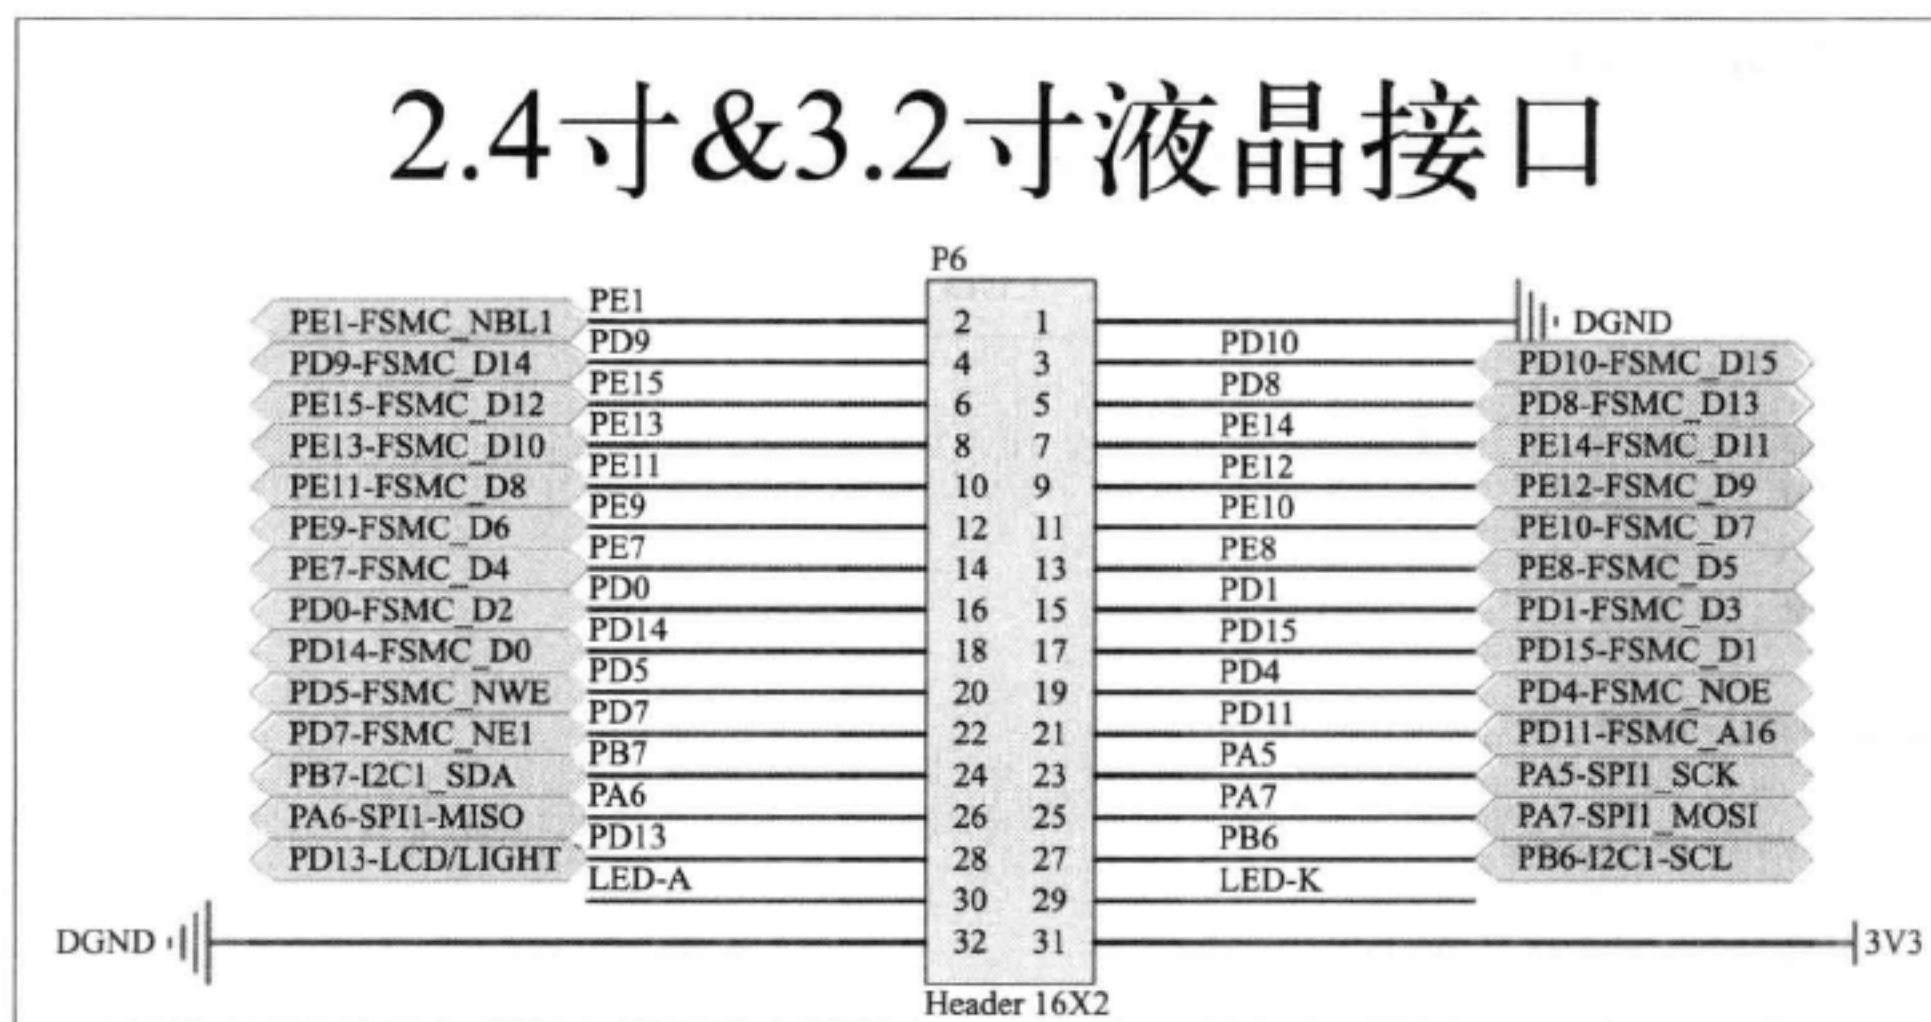 2.4寸&3.2寸液晶接口
P6
PE1-FSMC_NBL1 PE1 2 1 DGND
PD9-FSMC_D14 PD9 4 3 PD10 PD10-FSMC_D15
PE15-FSMC_D12 PE15 6 5 PD8 PD8-FSMC_D13
PE13-FSMC_D10 PE13 8 7 PE14 PE14-FSMC_D11
PE11-FSMC_D8 PE11 10 9 PE12 PE12-FSMC_D9
PE9-FSMC_D6 PE9 12 11 PE10 PE10-FSMC_D7
PE7-FSMC_D4 PE7 14 13 PE8 PE8-FSMC_D5
PD0-FSMC_D2 PD0 16 15 PD1 PD1-FSMC_D3
PD14-FSMC_D0 PD14 18 17 PD15 PD15-FSMC_D1
PD5-FSMC_NWE PD5 20 19 PD4 PD4-FSMC_NOE
PD7-FSMC_NE1 PD7 22 21 PD11 PD11-FSMC_A16
PB7-I2C1_SDA PB7 24 23 PA5 PA5-SPI1_SCK
PA6-SPI1-MISO PA6 26 25 PA7 PA7-SPI1_MOSI
PD13-LCD/LIGHT PD13 28 27 PB6 PB6-I2C1-SCL
LED-A 30 29 LED-K
DGND 32 31 3V3
Header 16X2